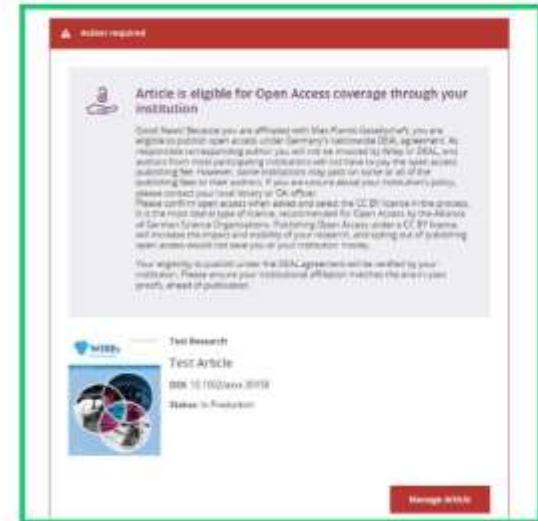 Action required
Article is eligible for Open Access coverage through your
institution
Good News! Because you are affiliated with Max Planck Gesellschaft, you are
eligible to publish open access under Germany's nationwide DEAL agreement. As
responsible corresponding author you will not be invoiced by Wiley or DEAL, and
authors from most participating institutions will not have to pay the open access
publishing fee. However, some institutions may pass on some or all of the
publishing fees to their authors. If you are unsure about your institution's policy,
please contact your local library or OA officer.
Please confirm open access when asked and select the CC BY licence in the process.
It is the most liberal type of licence, recommended for Open Access by the Alliance
of German Science Organisations. Publishing Open Access under a CC BY licence
will increase the impact and visibility of your research, and opting out of publishing
open access would not save you or your institution money.
Your eligibility to publish under the DEAL agreement will be verified by your
institution. Please ensure your institutional affiliation matches the one in your
proofs, ahead of publication.
WIREs
Test Research
Test Article
DOI:
Status: In Production
Manage Article